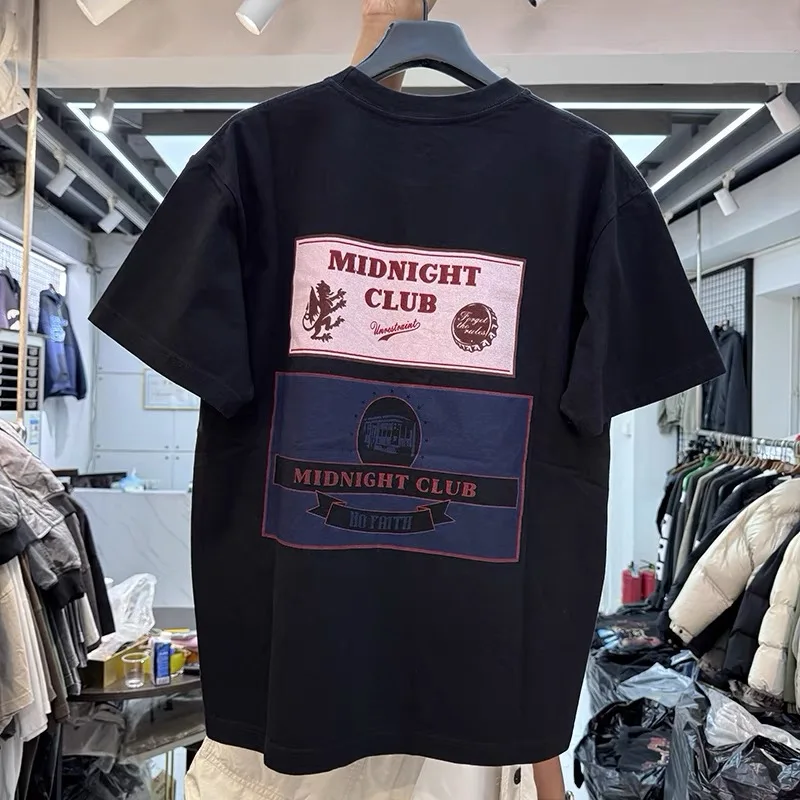 MIDNIGHT
CLUB
Unrestraint
Forget
the rules!
MIDNIGHT CLUB
NO FAITH